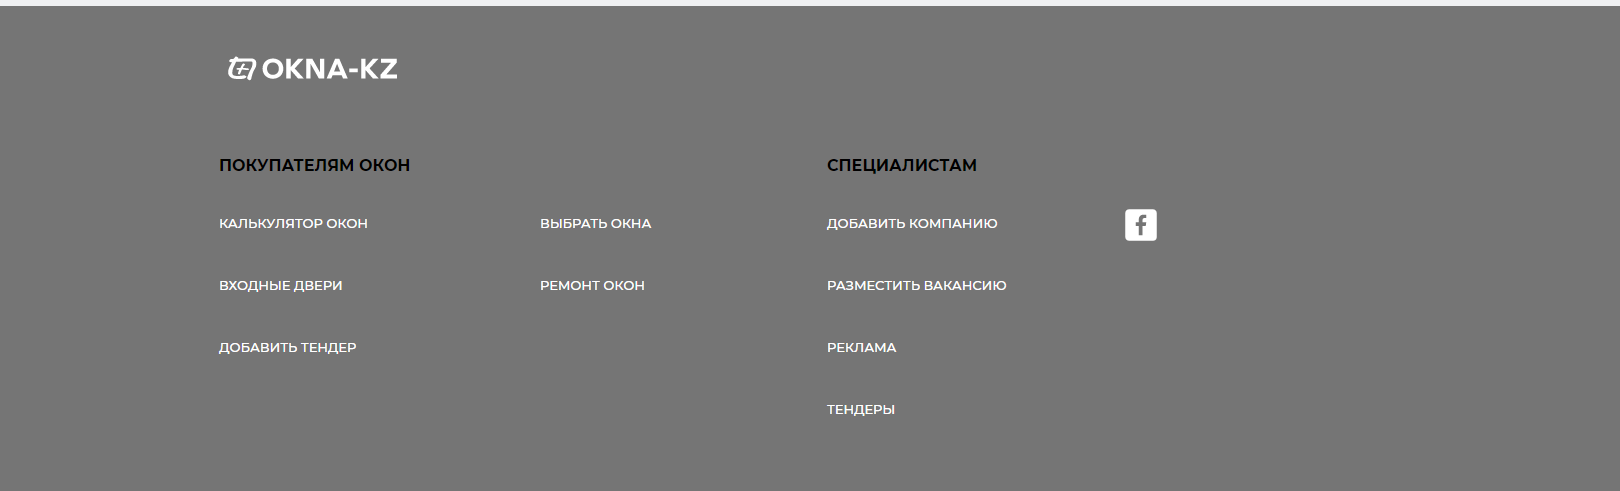 OKNA-KZ
ПОКУПАТЕЛЯМ ОКОН
КАЛЬКУЛЯТОР ОКОН
ВХОДНЫЕ ДВЕРИ
ДОБАВИТЬ ТЕНДЕР
ВЫБРАТЬ ОКНА
РЕМОНТ ОКОН
СПЕЦИАЛИСТАМ
ДОБАВИТЬ КОМПАНИЮ
РАЗМЕСТИТЬ ВАКАНСИЮ
РЕКЛАМА
ТЕНДЕРЫ